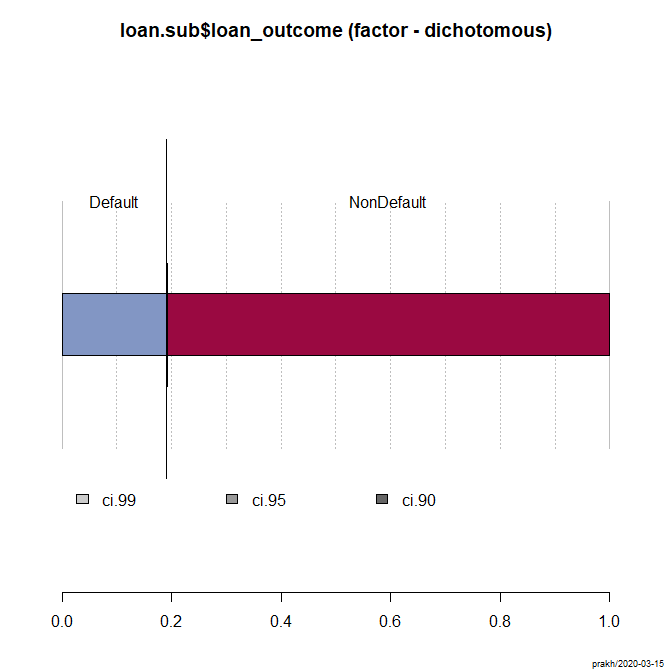 loan.sub$loan_outcome (factor - dichotomous)
Default NonDefault
ci.99 ci.95 ci.90
0.0 0.2 0.4 0.6 0.8 1.0
prakh/2020-03-15